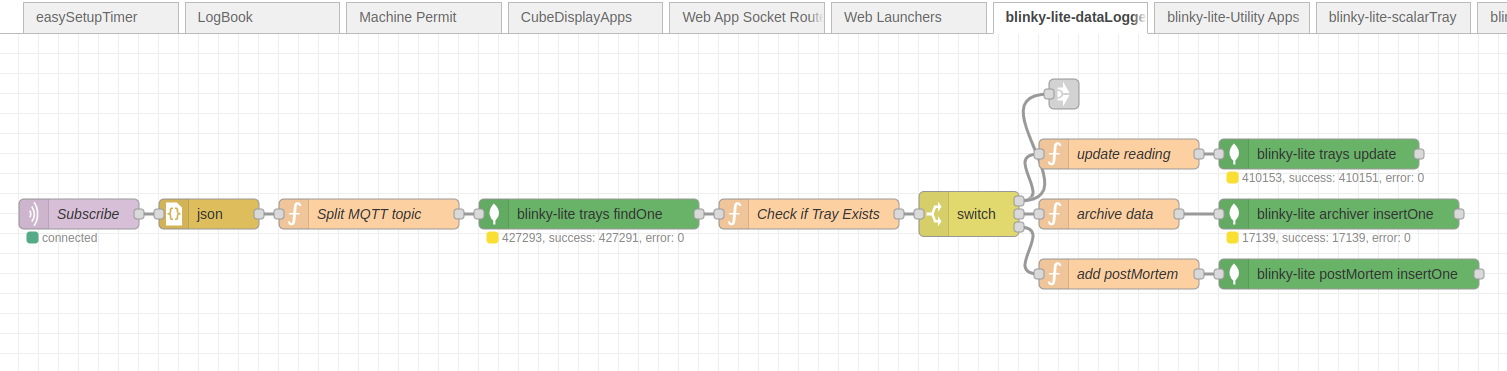 easySetupTimer
LogBook
Machine Permit
CubeDisplayApps
Web App Socket Rout
Web Launchers
blinky-lite-dataLogge
blinky-lite-Utility Apps
blinky-lite-scalarTray
blin
update reading
blinky-lite trays update
410153, success: 410151, error: 0
Subscribe
connected
{}
json
Split MQTT topic
blinky-lite trays findOne
427293, success: 427291, error: 0
Check if Tray Exists
switch
archive data
blinky-lite archiver insertOne
17139, success: 17139, error: 0
add postMortem
blinky-lite postMortem insertOne